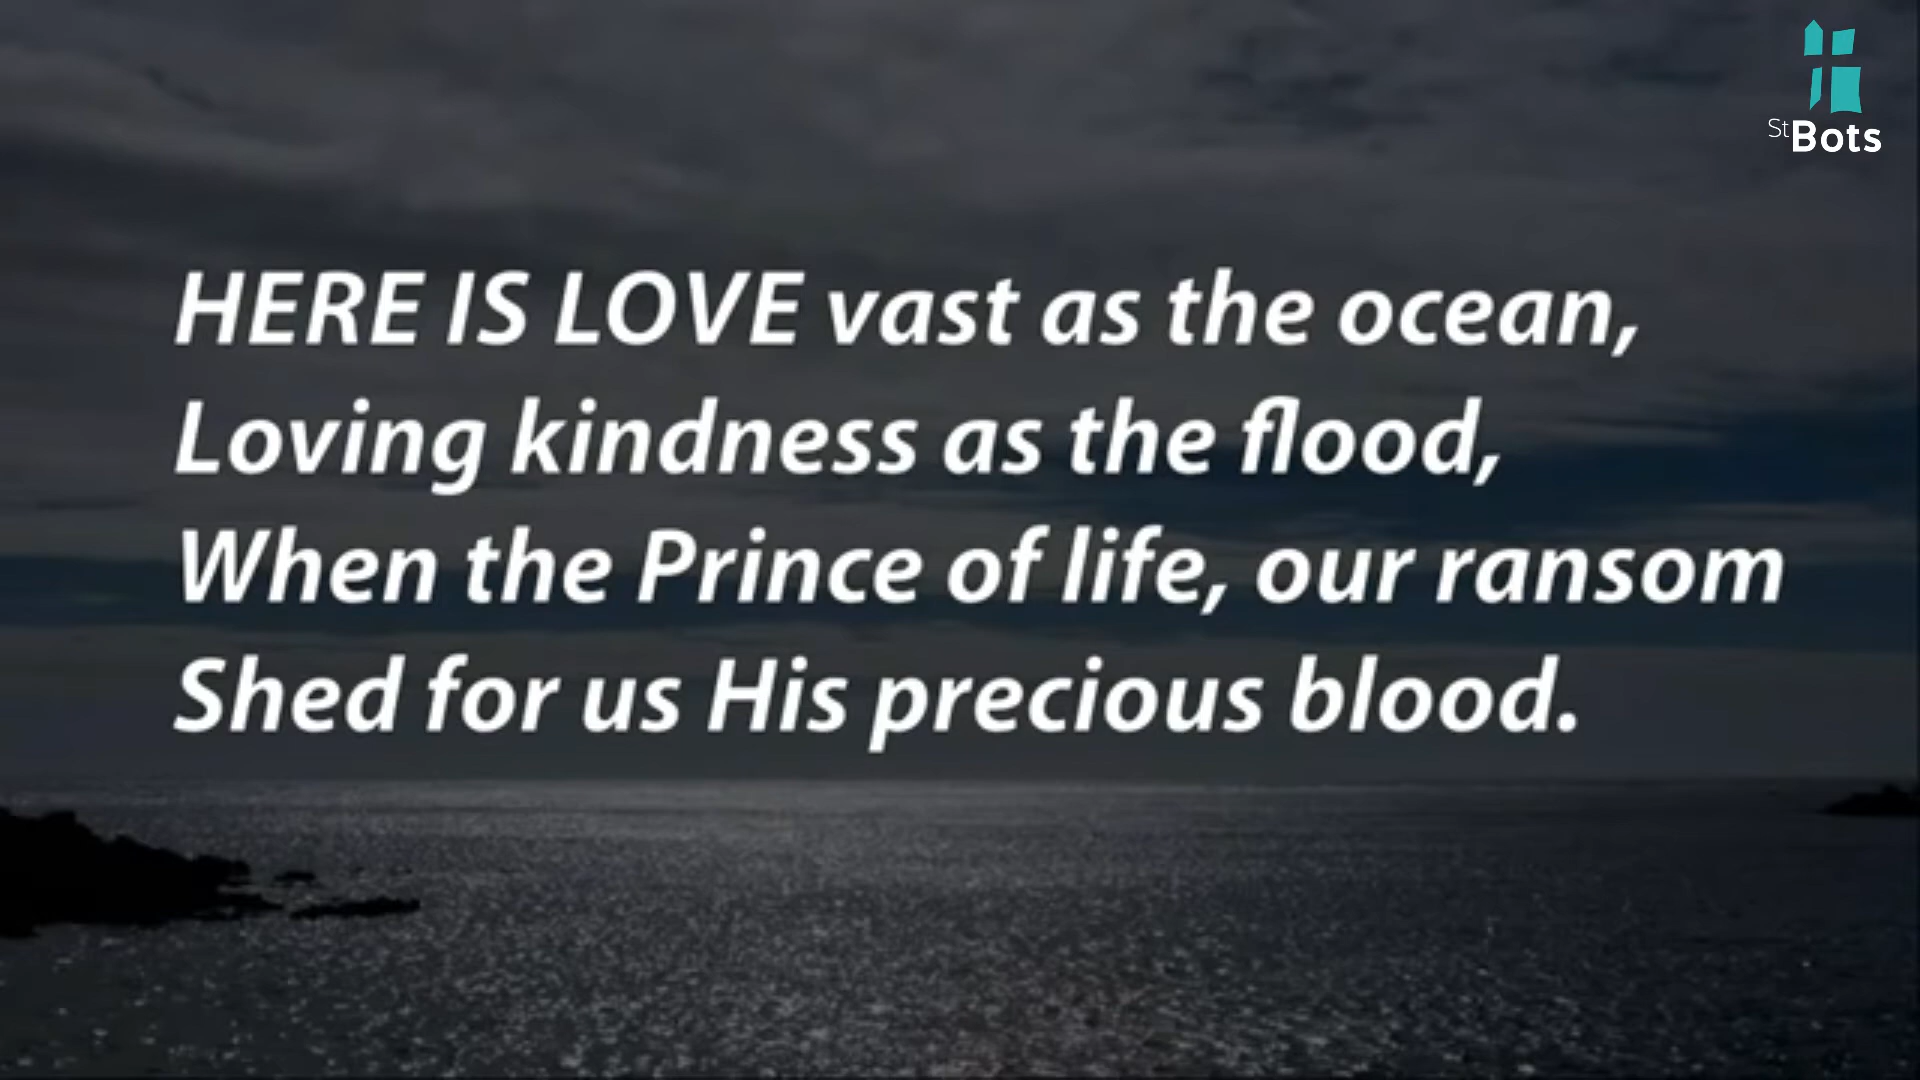 St Bots
HERE IS LOVE vast as the ocean,
Loving kindness as the flood,
When the Prince of life, our ransom
Shed for us His precious blood.